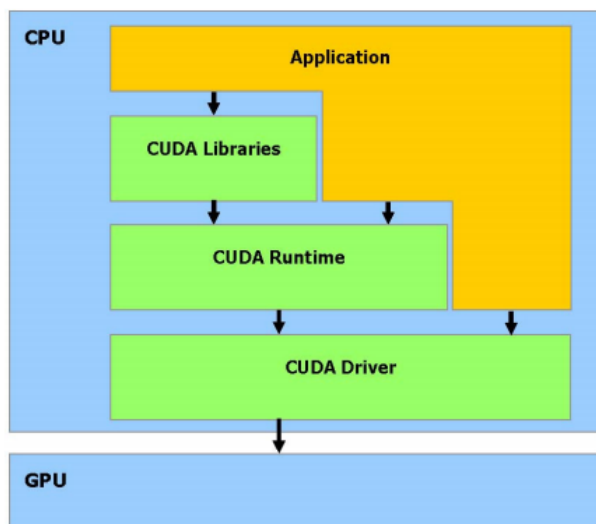 CPU
Application
CUDA Libraries
CUDA Runtime
CUDA Driver
GPU